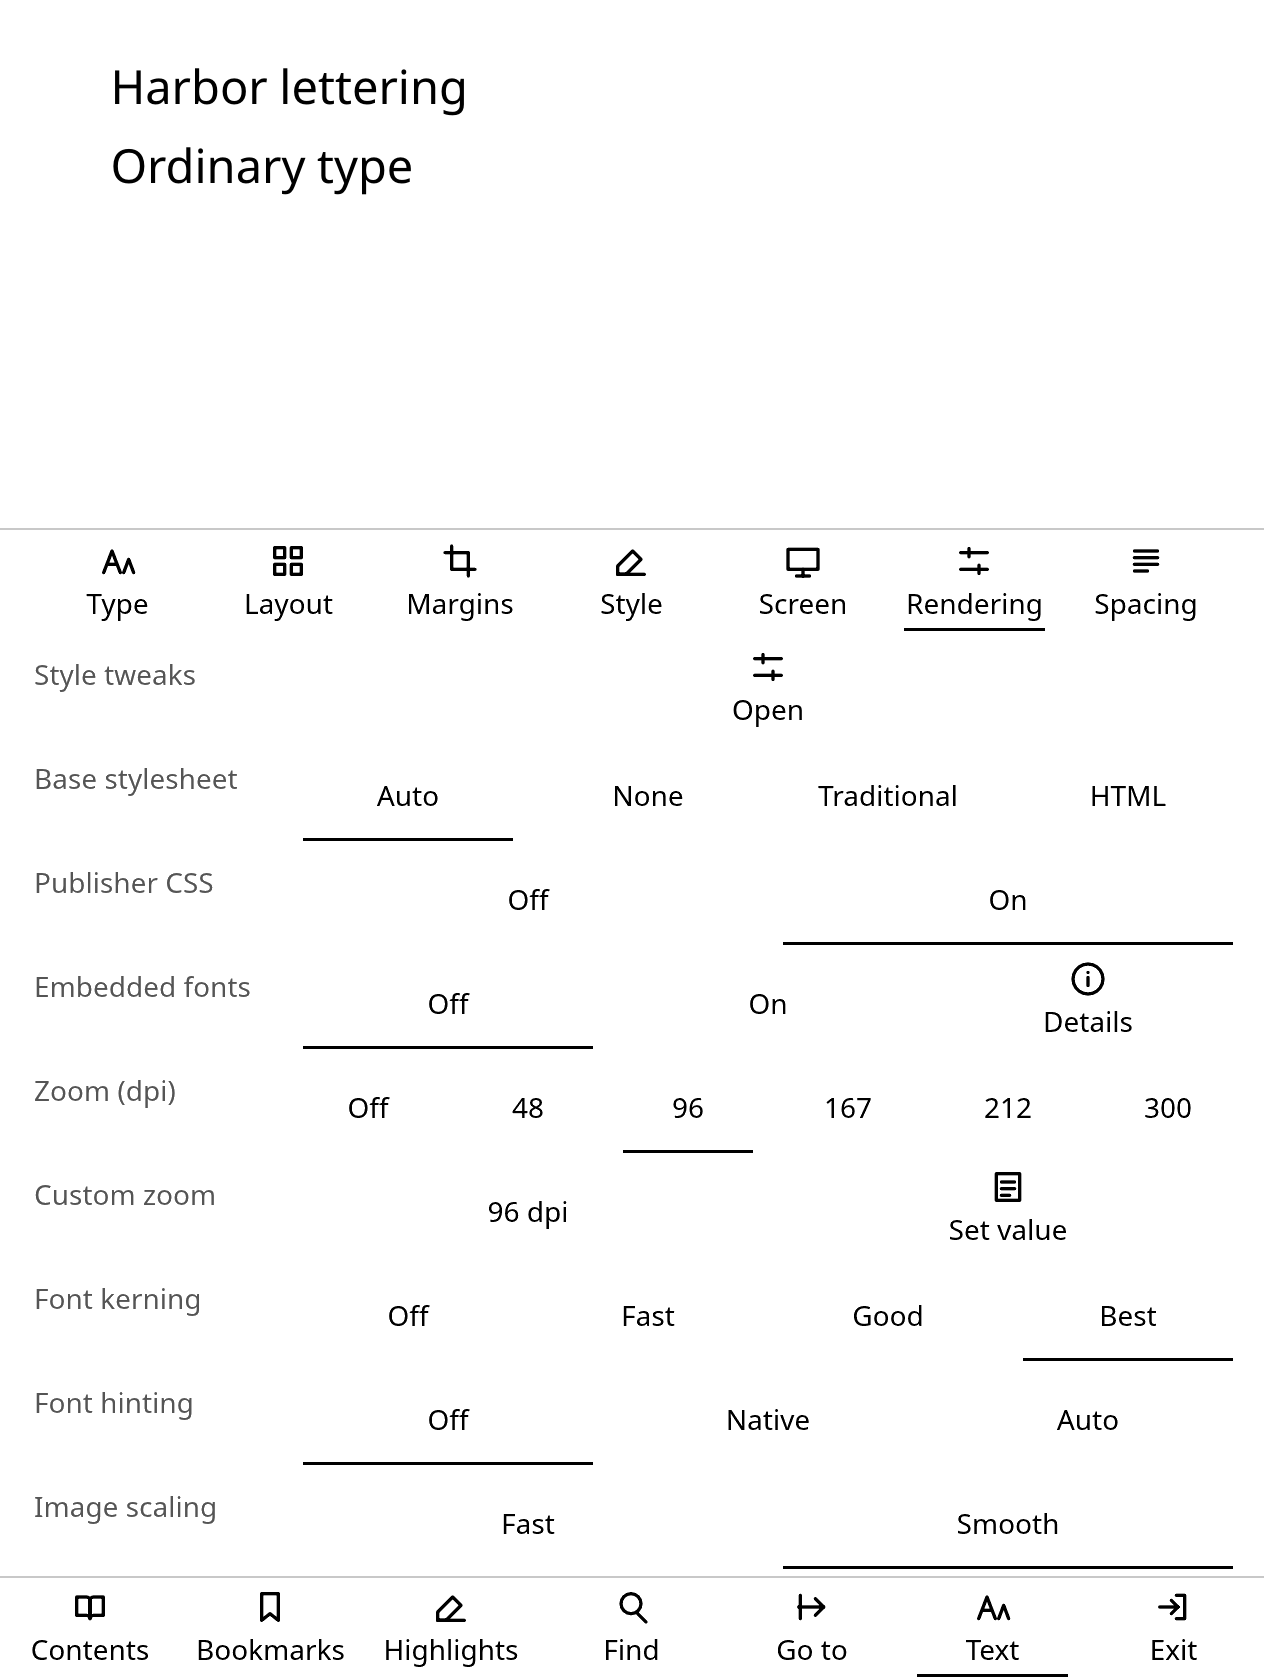 Harbor lettering
Ordinary type
Type Layout Margins Style Screen Rendering Spacing
Style tweaks Open
Base stylesheet Auto None Traditional HTML
Publisher CSS Off On
Embedded fonts Off On Details
Zoom (dpi) Off 48 96 167 212 300
Custom zoom 96 dpi Set value
Font kerning Off Fast Good Best
Font hinting Off Native Auto
Image scaling Fast Smooth
Contents Bookmarks Highlights Find Go to Text Exit